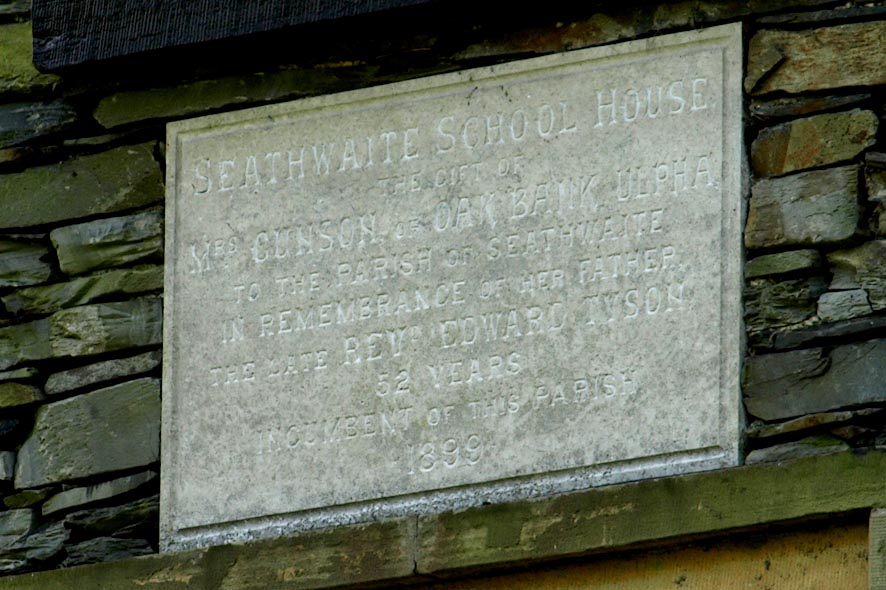 SEATHWAITE SCHOOL HOUSE
THE GIFT OF
MRS GUNSON OF OAK BANK ULPHA
TO THE PARISH OF SEATHWAITE
IN REMEMBRANCE OF HER FATHER
THE LATE REVD EDWARD TYSON
52 YEARS
INCUMBENT OF THIS PARISH
1899